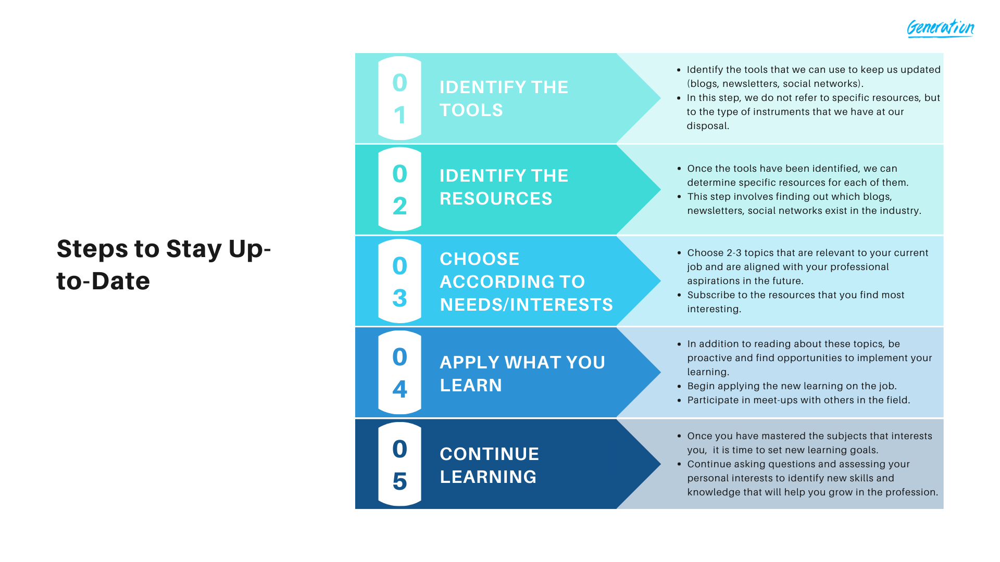 Generation
Steps to Stay Up-
to-Date
0
1
IDENTIFY THE
TOOLS
• Identify the tools that we can use to keep us updated
(blogs, newsletters, social networks).
• In this step, we do not refer to specific resources, but
to the type of instruments that we have at our
disposal.
0
2
IDENTIFY THE
RESOURCES
• Once the tools have been identified, we can
determine specific resources for each of them.
• This step involves finding out which blogs,
newsletters, social networks exist in the industry.
0
3
CHOOSE
ACCORDING TO
NEEDS/INTERESTS
• Choose 2-3 topics that are relevant to your current
job and are aligned with your professional
aspirations in the future.
• Subscribe to the resources that you find most
interesting.
0
4
APPLY WHAT YOU
LEARN
• In addition to reading about these topics, be
proactive and find opportunities to implement your
learning.
• Begin applying the new learning on the job.
• Participate in meet-ups with others in the field.
0
5
CONTINUE
LEARNING
• Once you have mastered the subjects that interests
you,  it is time to set new learning goals.
• Continue asking questions and assessing your
personal interests to identify new skills and
knowledge that will help you grow in the profession.